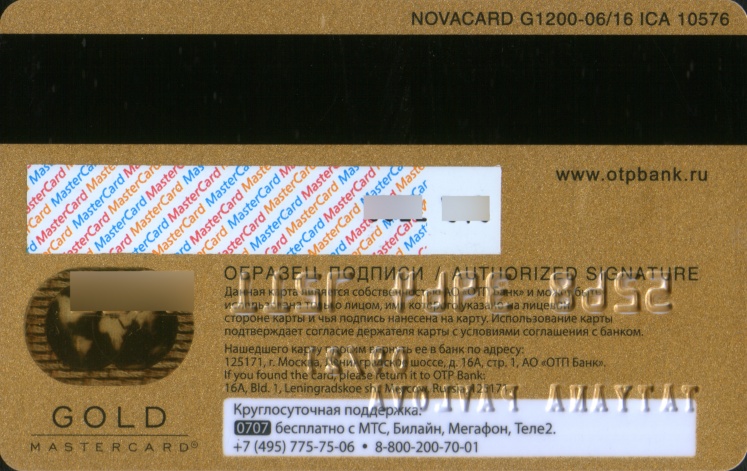 NOVACARD G1200-06/16 ICA 10576
www.otpbank.ru
ОБРАЗЕЦ ПОДПИСИ / AUTHORIZED SIGNATURE
Данная карта является собственностью АО «ОТП Банк» и может быть
использована только лицом, имя которого указано на лицевой
стороне карты и чья подпись нанесена на карту. Использование карты
подтверждает согласие держателя карты с условиями соглашения с банком.
Нашедшего карту просим вернуть ее в банк по адресу:
125171, г. Москва, Ленинградское шоссе, д. 16А, стр. 1, АО «ОТП Банк».
If you found the card, please return it to OTP Bank:
16A, Bld. 1, Leningradskoe sh., Moscow, Russia, 125171
GOLD
MASTERCARD®
Круглосуточная поддержка:
0707 бесплатно с МТС, Билайн, Мегафон, Теле2.
+7 (495) 775-75-06 • 8-800-200-70-01